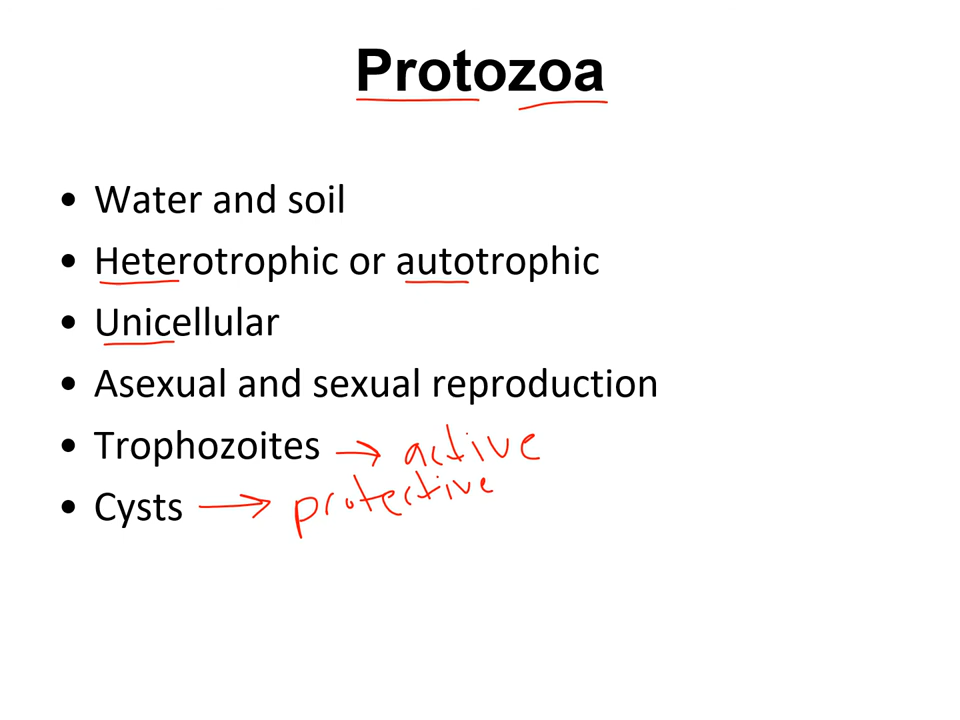 Protozoa
• Water and soil
• Heterotrophic or autotrophic
• Unicellular
• Asexual and sexual reproduction
• Trophozoites → active
• Cysts → protective